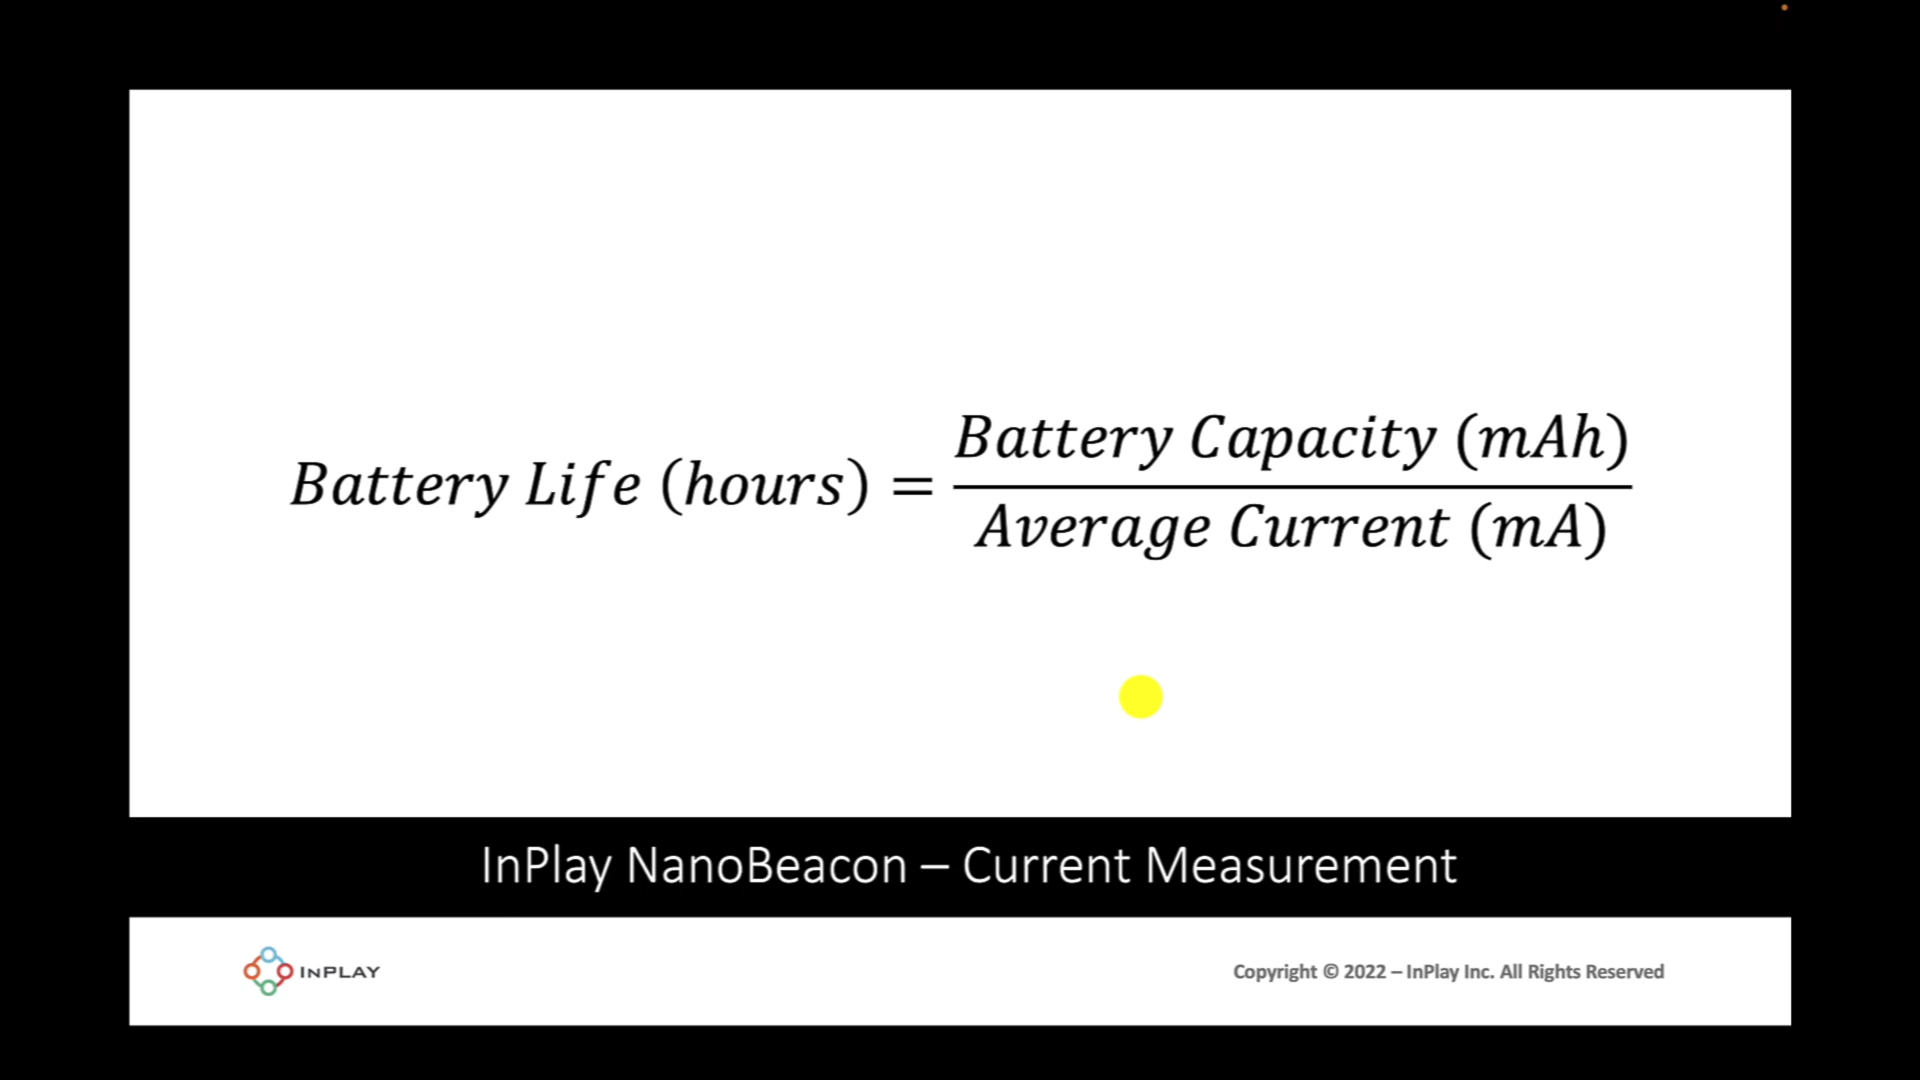 Battery Life (hours) = Battery Capacity (mAh) / Average Current (mA)
InPlay NanoBeacon – Current Measurement
INPLAY
Copyright © 2022 – InPlay Inc. All Rights Reserved